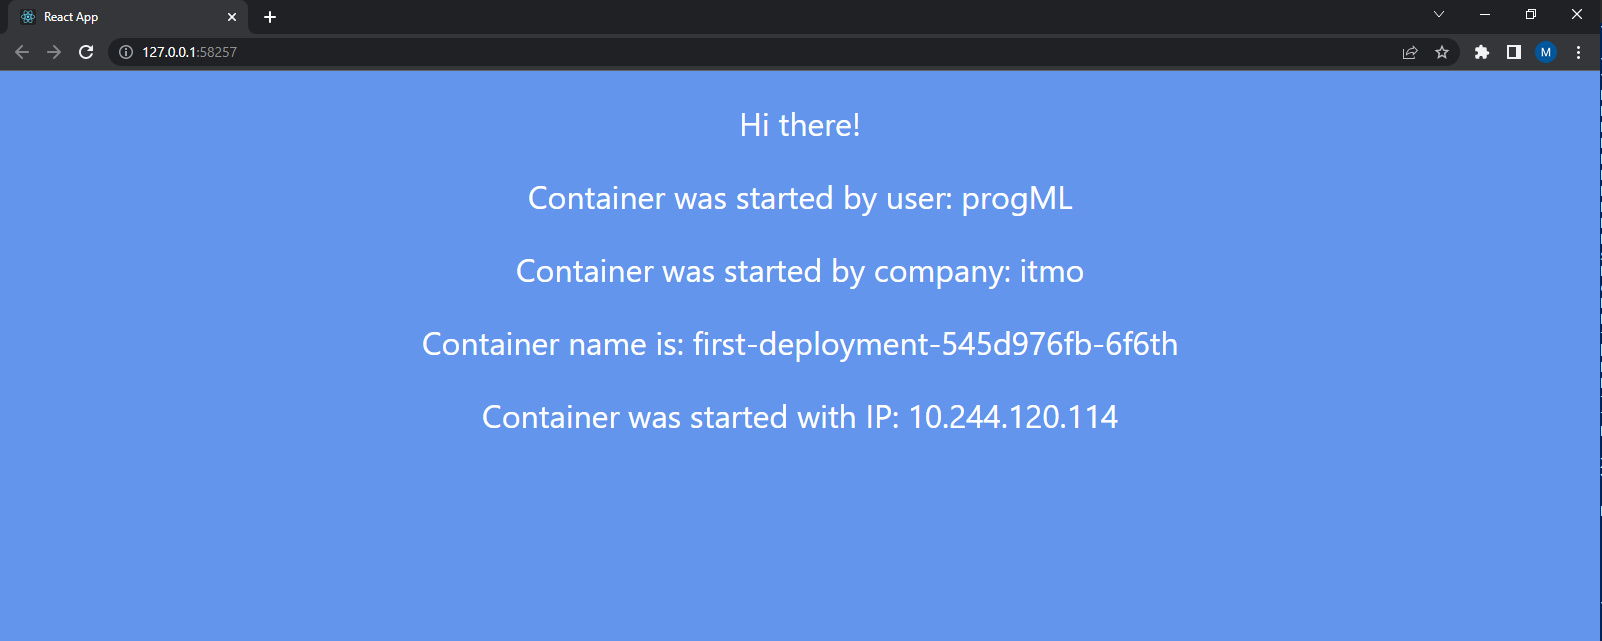 React App
127.0.0.1:58257
M
Hi there!
Container was started by user: progML
Container was started by company: itmo
Container name is: first-deployment-545d976fb-6f6th
Container was started with IP: 10.244.120.114